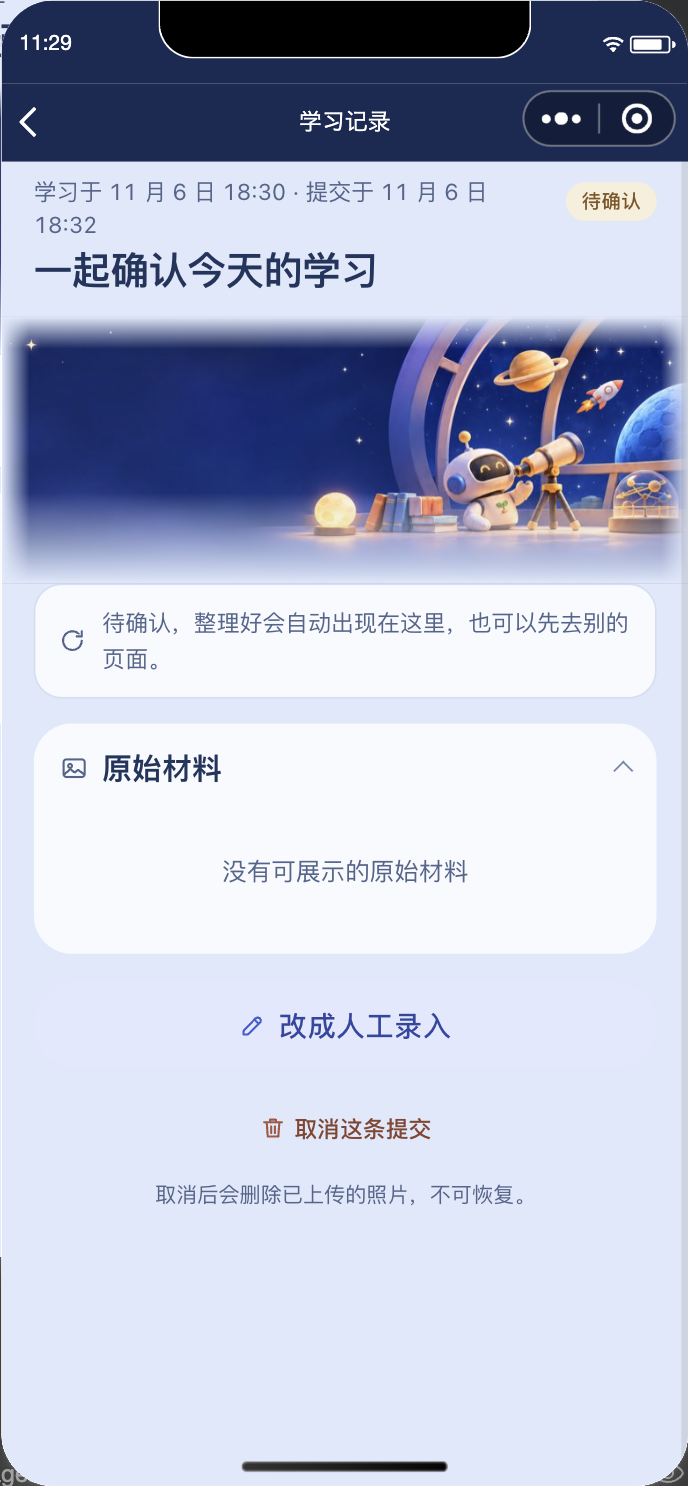 11:29
学习记录
学习于 11 月 6 日 18:30 · 提交于 11 月 6 日
18:32
待确认
一起确认今天的学习
待确认，整理好会自动出现在这里，也可以先去别的
页面。
原始材料
没有可展示的原始材料
改成人工录入
取消这条提交
取消后会删除已上传的照片，不可恢复。